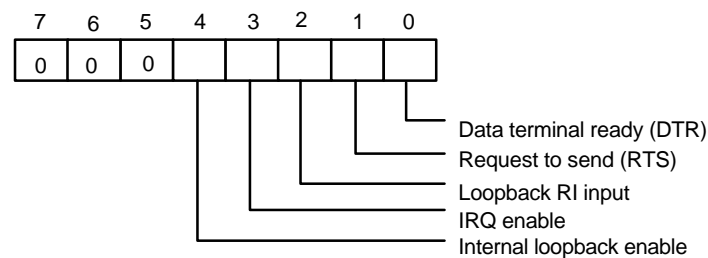 7 6 5 4 3 2 1 0
0 0 0
Data terminal ready (DTR)
Request to send (RTS)
Loopback RI input
IRQ enable
Internal loopback enable